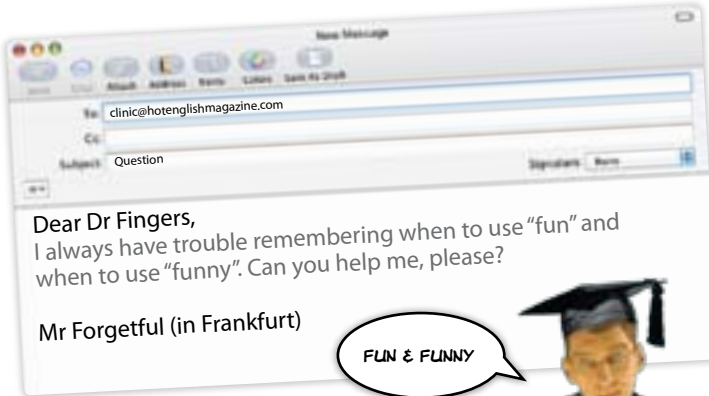 New Message
Attach Address Fonts Colors Save As Draft
To: clinic@hotenglishmagazine.com
Cc:
Subject: Question
Signature: None
Dear Dr Fingers,
I always have trouble remembering when to use “fun” and
when to use “funny”. Can you help me, please?
Mr Forgetful (in Frankfurt)
FUN & FUNNY